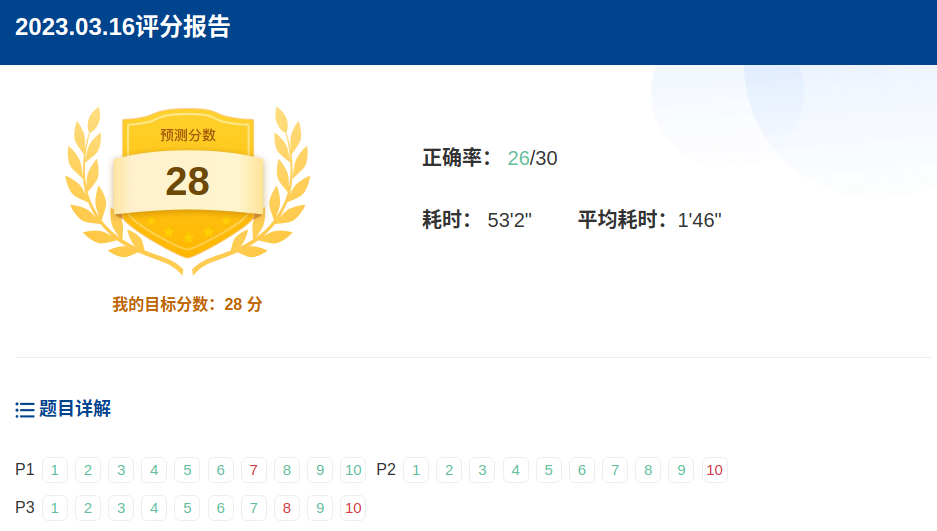 2023.03.16评分报告
预测分数
28
我的目标分数：28 分
正确率： 26/30
耗时： 53'2" 平均耗时：1'46"
题目详解
P1 1 2 3 4 5 6 7 8 9 10 P2 1 2 3 4 5 6 7 8 9 10
P3 1 2 3 4 5 6 7 8 9 10